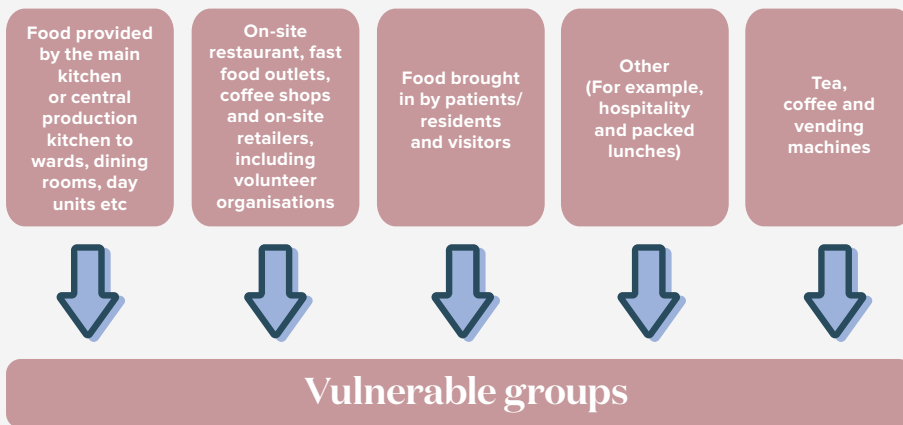 Food provided
by the main
kitchen
or central
production
kitchen to
wards, dining
rooms, day
units etc
On-site
restaurant, fast
food outlets,
coffee shops
and on-site
retailers,
including
volunteer
organisations
Food brought
in by patients/
residents
and visitors
Other
(For example,
hospitality
and packed
lunches)
Tea,
coffee and
vending
machines
Vulnerable groups